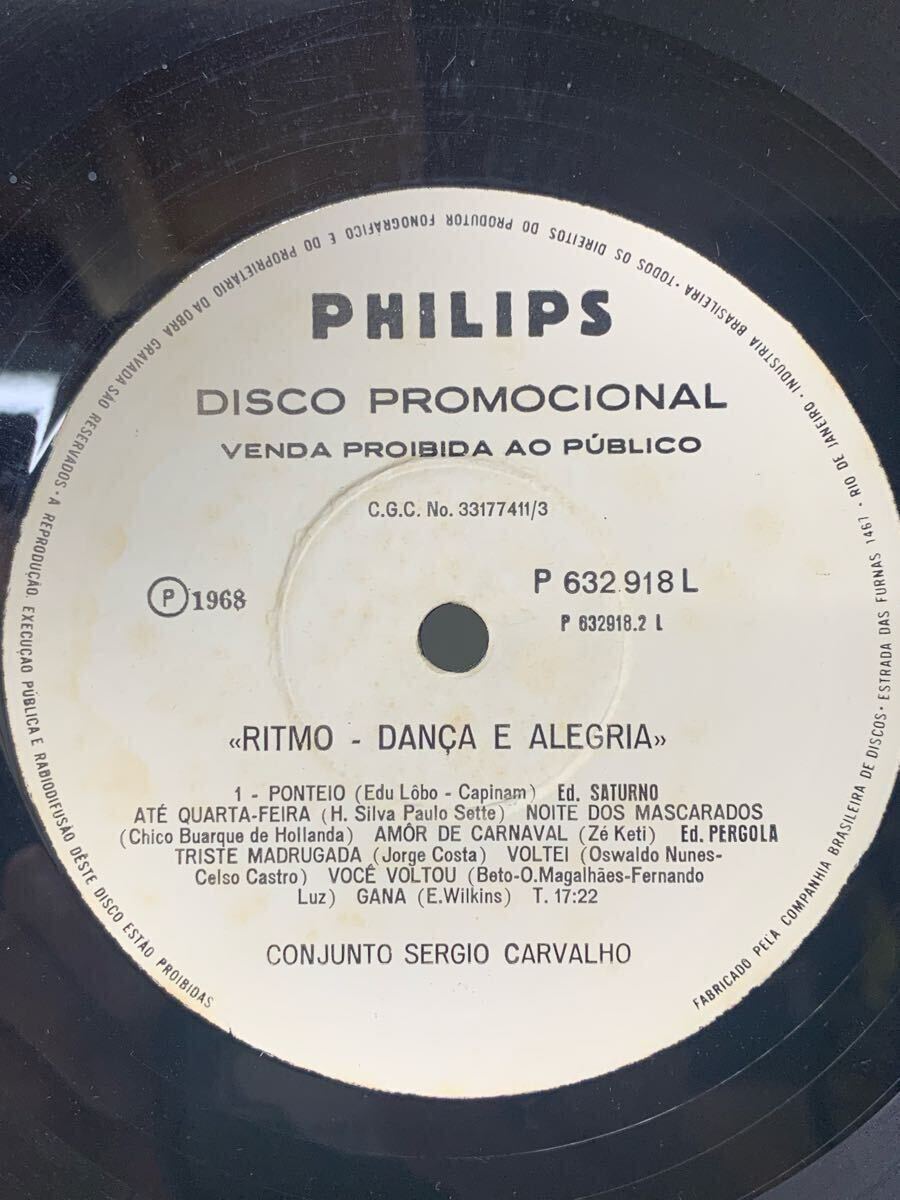 PHILIPS
DISCO PROMOCIONAL
VENDA PROIBIDA AO PÚBLICO
C.G.C. No. 33177411/3
P 1968
P 632.918 L
P 632918.2 L
«RITMO - DANÇA E ALEGRIA»
1 - PONTEIO (Edu Lôbo - Capinam) Ed. SATURNO
ATÉ QUARTA-FEIRA (H. Silva Paulo Sette) NOITE DOS MASCARADOS
(Chico Buarque de Hollanda) AMÔR DE CARNAVAL (Zé Keti) Ed. PERGOLA
TRISTE MADRUGADA (Jorge Costa) VOLTEI (Oswaldo Nunes-
Celso Castro) VOCÊ VOLTOU (Beto-O.Magalhães-Fernando
Luz) GANA (E.Wilkins) T. 17:22
CONJUNTO SERGIO CARVALHO
FABRICADO PELA COMPANHIA BRASILEIRA DE DISCOS · ESTRADA DAS FURNAS 1467 · RIO DE JANEIRO · INDUSTRIA BRASILEIRA · TODOS OS DIREITOS DO PRODUTOR FONOGRÁFICO E DO PROPRIETARIO DA OBRA GRAVADA SÃO RESERVADOS · A REPRODUÇÃO, EXECUÇÃO PÚBLICA E RADIODIFUSÃO DÊSTE DISCO ESTÃO PROIBIDAS